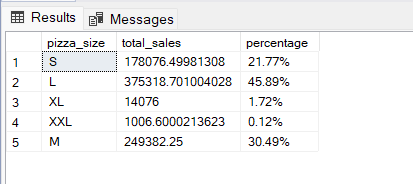 Results Messages
pizza_size total_sales percentage
1 S 178076.49981308 21.77%
2 L 375318.701004028 45.89%
3 XL 14076 1.72%
4 XXL 1006.6000213623 0.12%
5 M 249382.25 30.49%